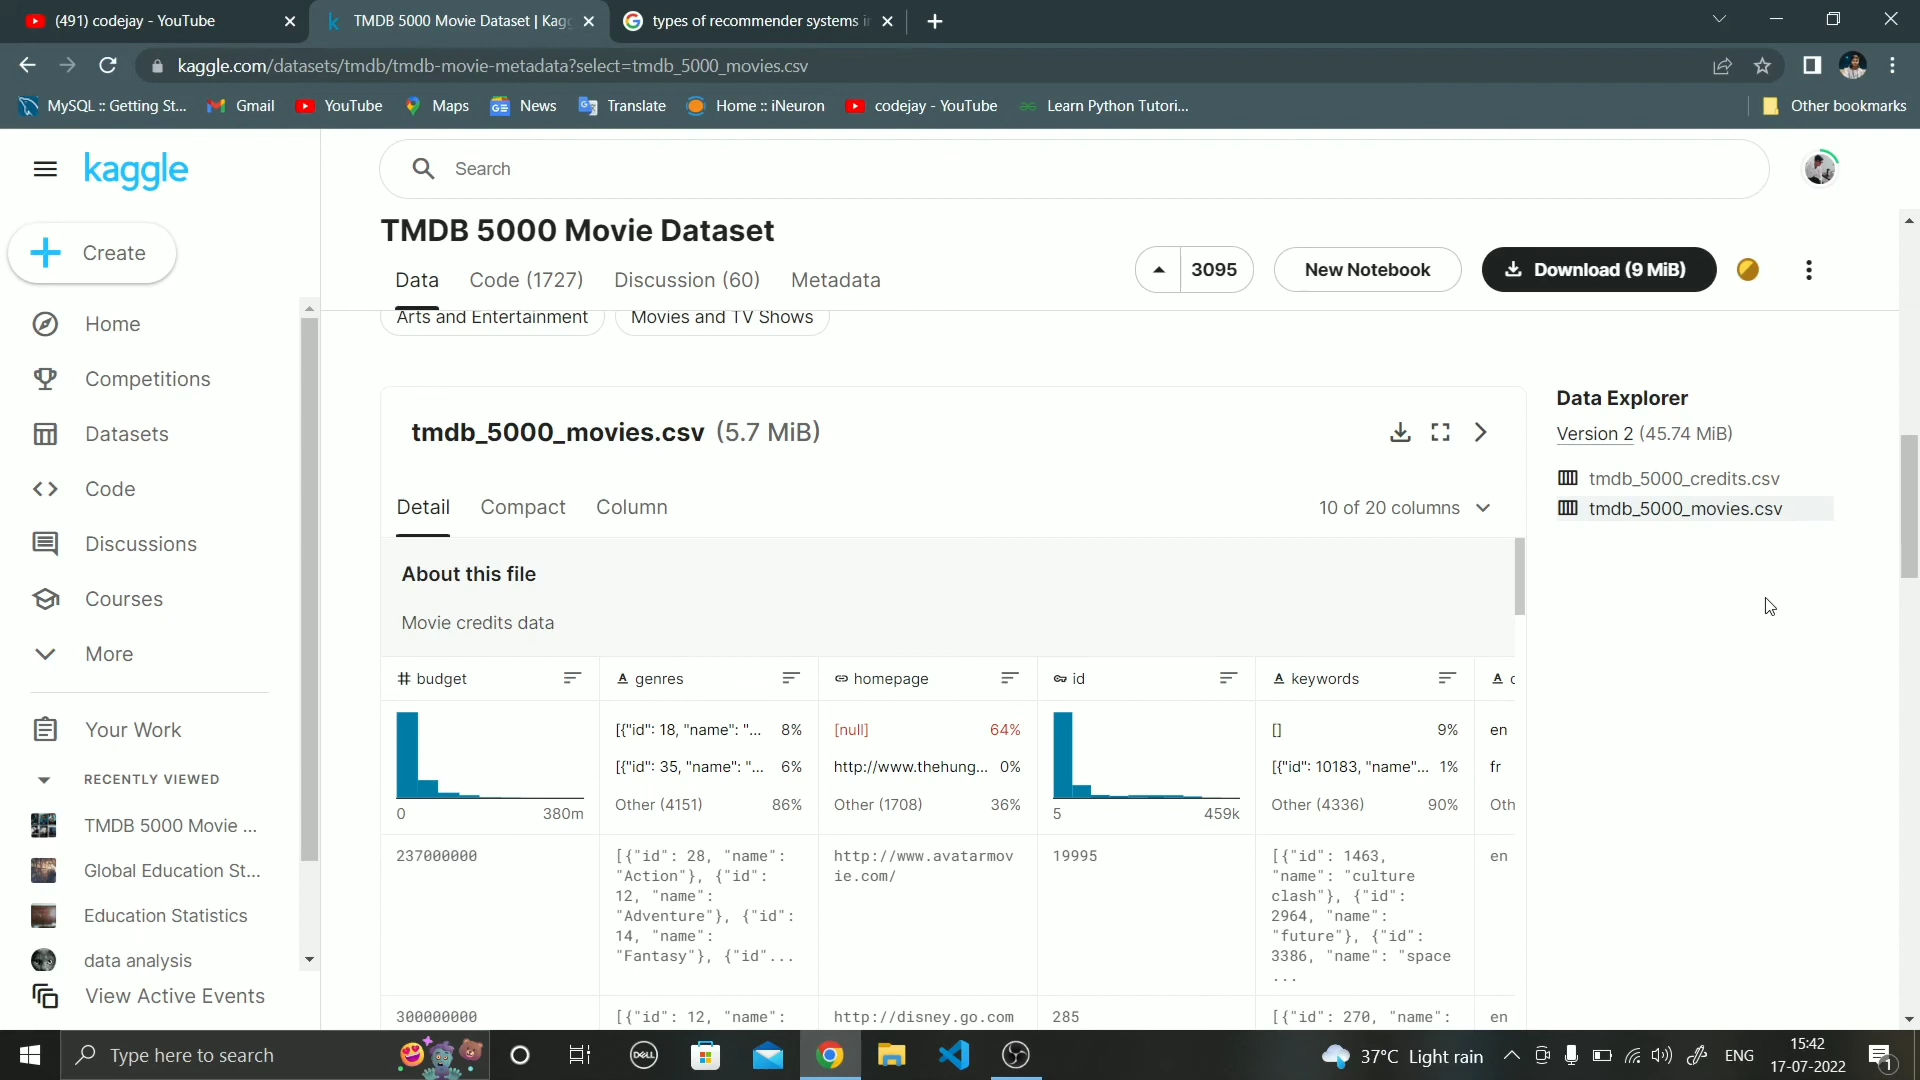 (491) codejay - YouTube
TMDB 5000 Movie Dataset | Kagg
types of recommender systems i
kaggle.com/datasets/tmdb/tmdb-movie-metadata?select=tmdb_5000_movies.csv
MySQL :: Getting St...
Gmail
YouTube
Maps
News
Translate
Home :: iNeuron
codejay - YouTube
Learn Python Tutori...
Other bookmarks
kaggle
Search
Create
Home
Competitions
Datasets
Code
Discussions
Courses
More
Your Work
RECENTLY VIEWED
TMDB 5000 Movie ...
Global Education St...
Education Statistics
data analysis
View Active Events
TMDB 5000 Movie Dataset
Data
Code (1727)
Discussion (60)
Metadata
3095
New Notebook
Download (9 MiB)
Arts and Entertainment
Movies and TV Shows
tmdb_5000_movies.csv (5.7 MiB)
Detail
Compact
Column
10 of 20 columns
About this file
Movie credits data
# budget
genres
homepage
id
keywords
[{"id": 18, "name": "... 8%
[null] 64%
[] 9%
en
[{"id": 35, "name": "... 6%
http://www.thehung... 0%
[{"id": 10183, "name"... 1%
fr
Other (4151) 86%
Other (1708) 36%
Other (4336) 90%
Oth
0 380m
5 459k
237000000
[{"id": 28, "name":
"Action"}, {"id":
12, "name":
"Adventure"}, {"id":
14, "name":
"Fantasy"}, {"id"...
http://www.avatarmov
ie.com/
19995
[{"id": 1463,
"name": "culture
clash"}, {"id":
2964, "name":
"future"}, {"id":
3386, "name": "space
...
en
300000000
[{"id": 12, "name":
http://disney.go.com
285
[{"id": 270, "name":
en
Data Explorer
Version 2 (45.74 MiB)
tmdb_5000_credits.csv
tmdb_5000_movies.csv
Type here to search
DELL
37°C Light rain
ENG
15:42
17-07-2022
1